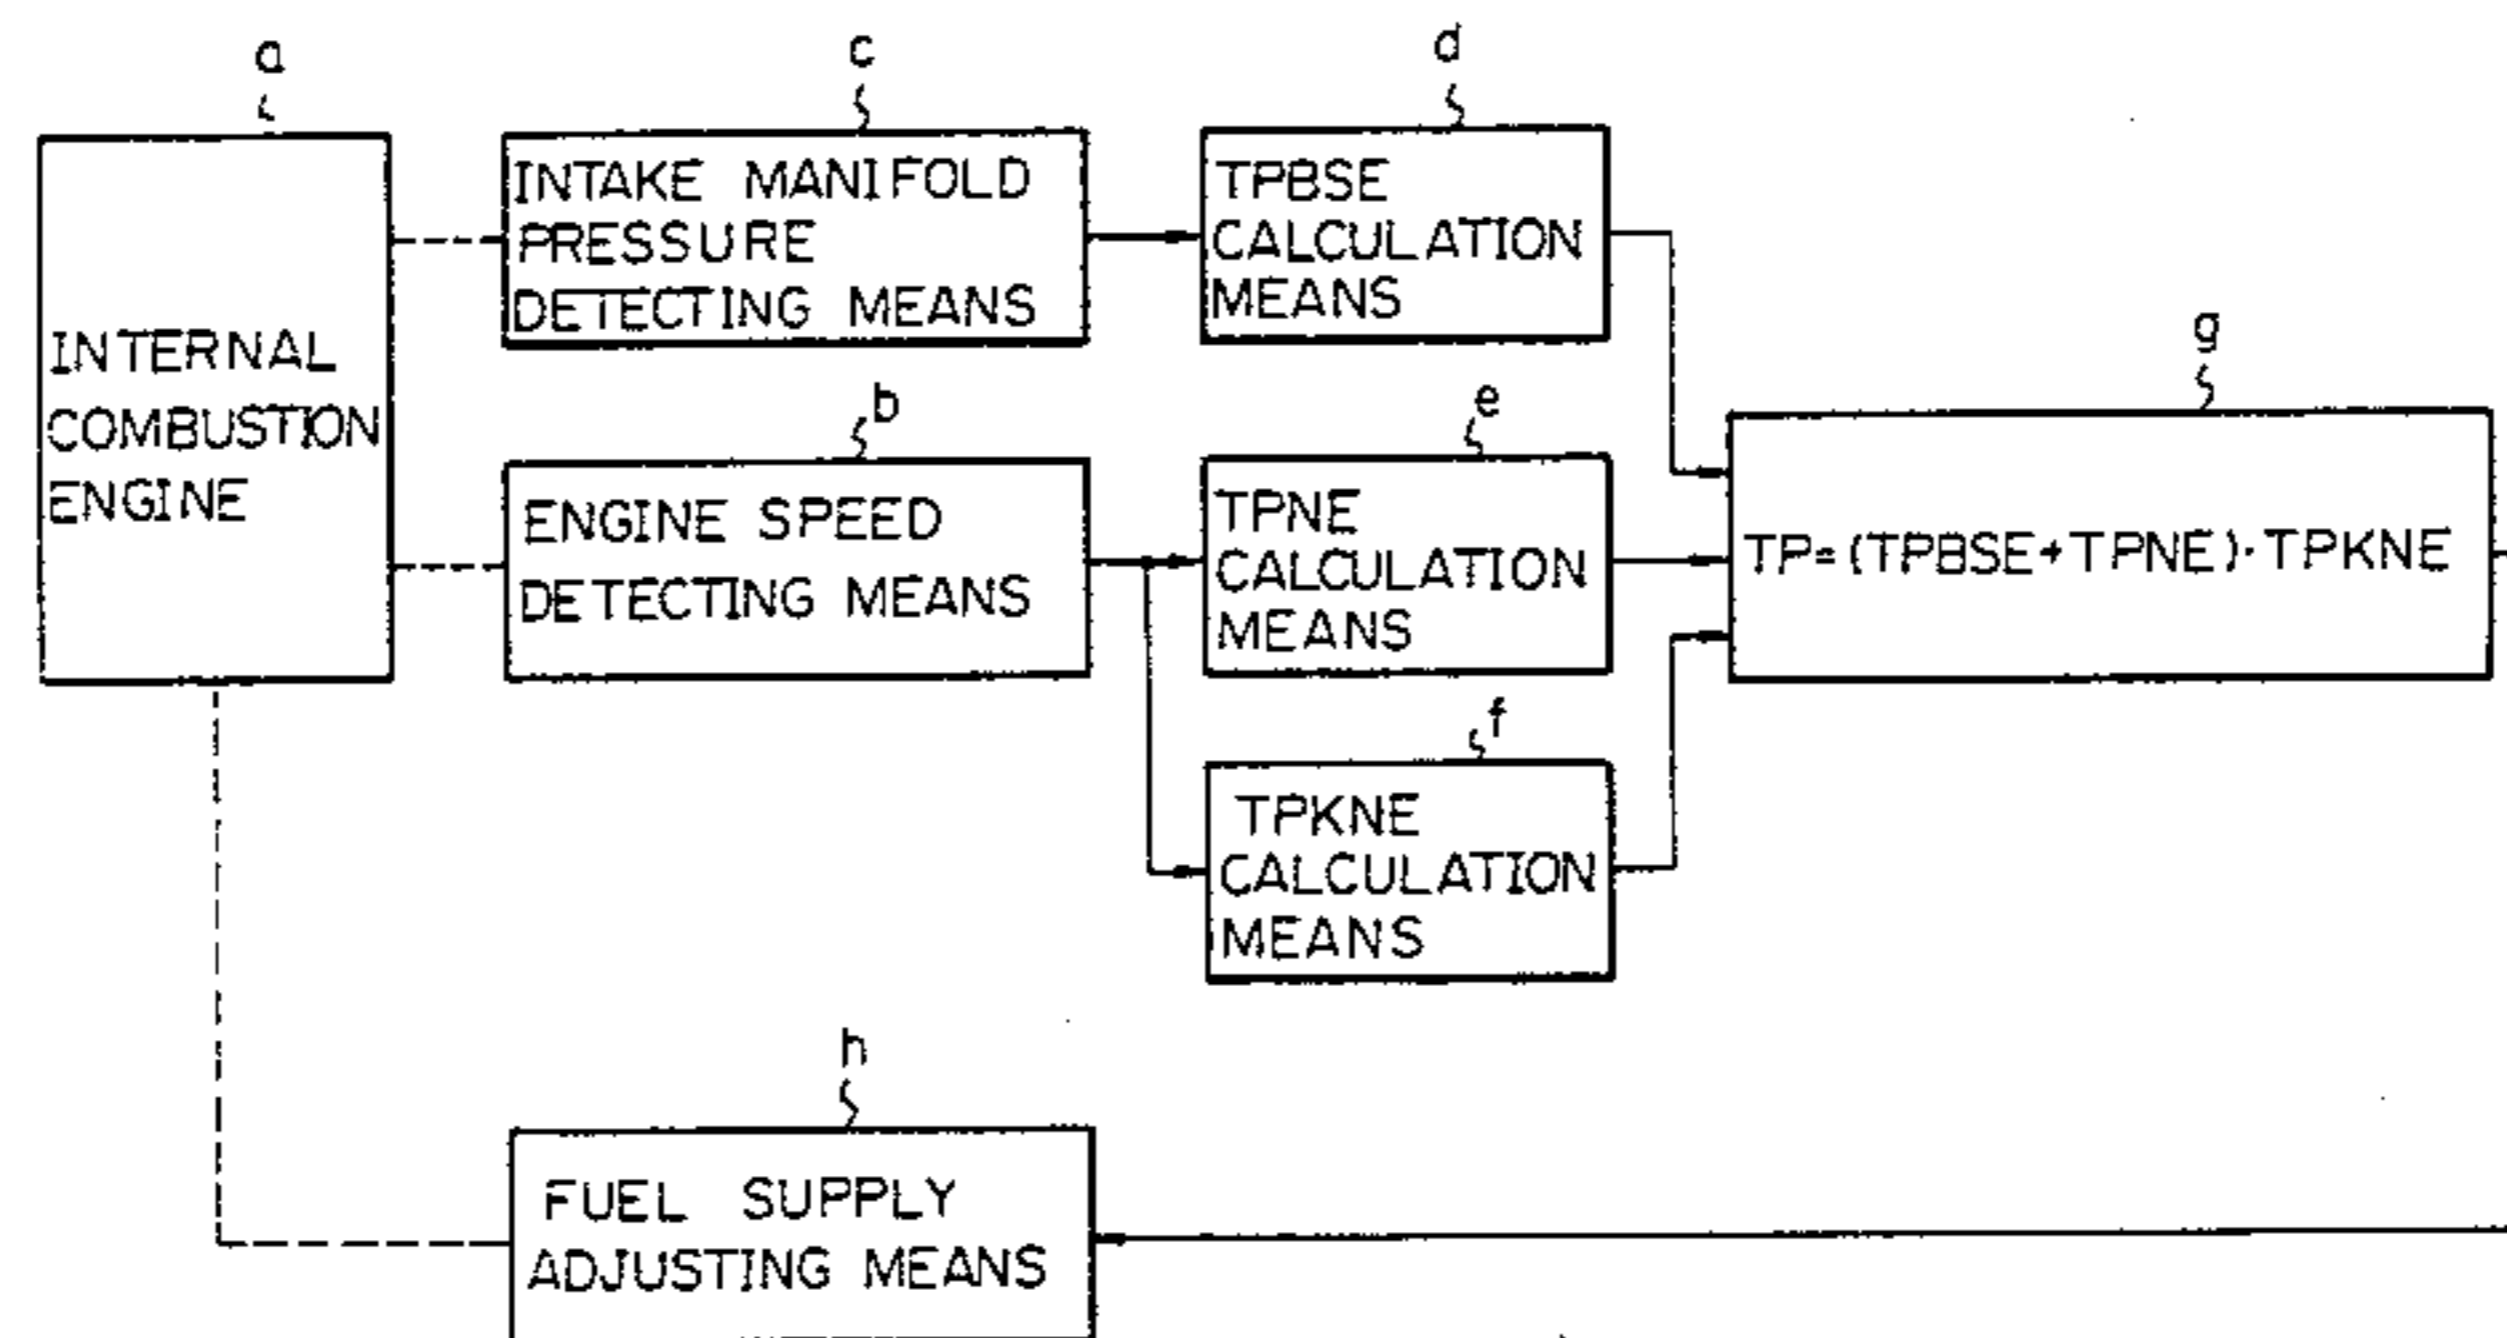 a
c
d
INTERNAL
COMBUSTION
ENGINE
INTAKE MANIFOLD
PRESSURE
DETECTING MEANS
TPBSE
CALCULATION
MEANS
b
e
g
ENGINE SPEED
DETECTING MEANS
TPNE
CALCULATION
MEANS
TP=(TPBSE+TPNE)·TPKNE
f
TPKNE
CALCULATION
MEANS
h
FUEL SUPPLY
ADJUSTING MEANS